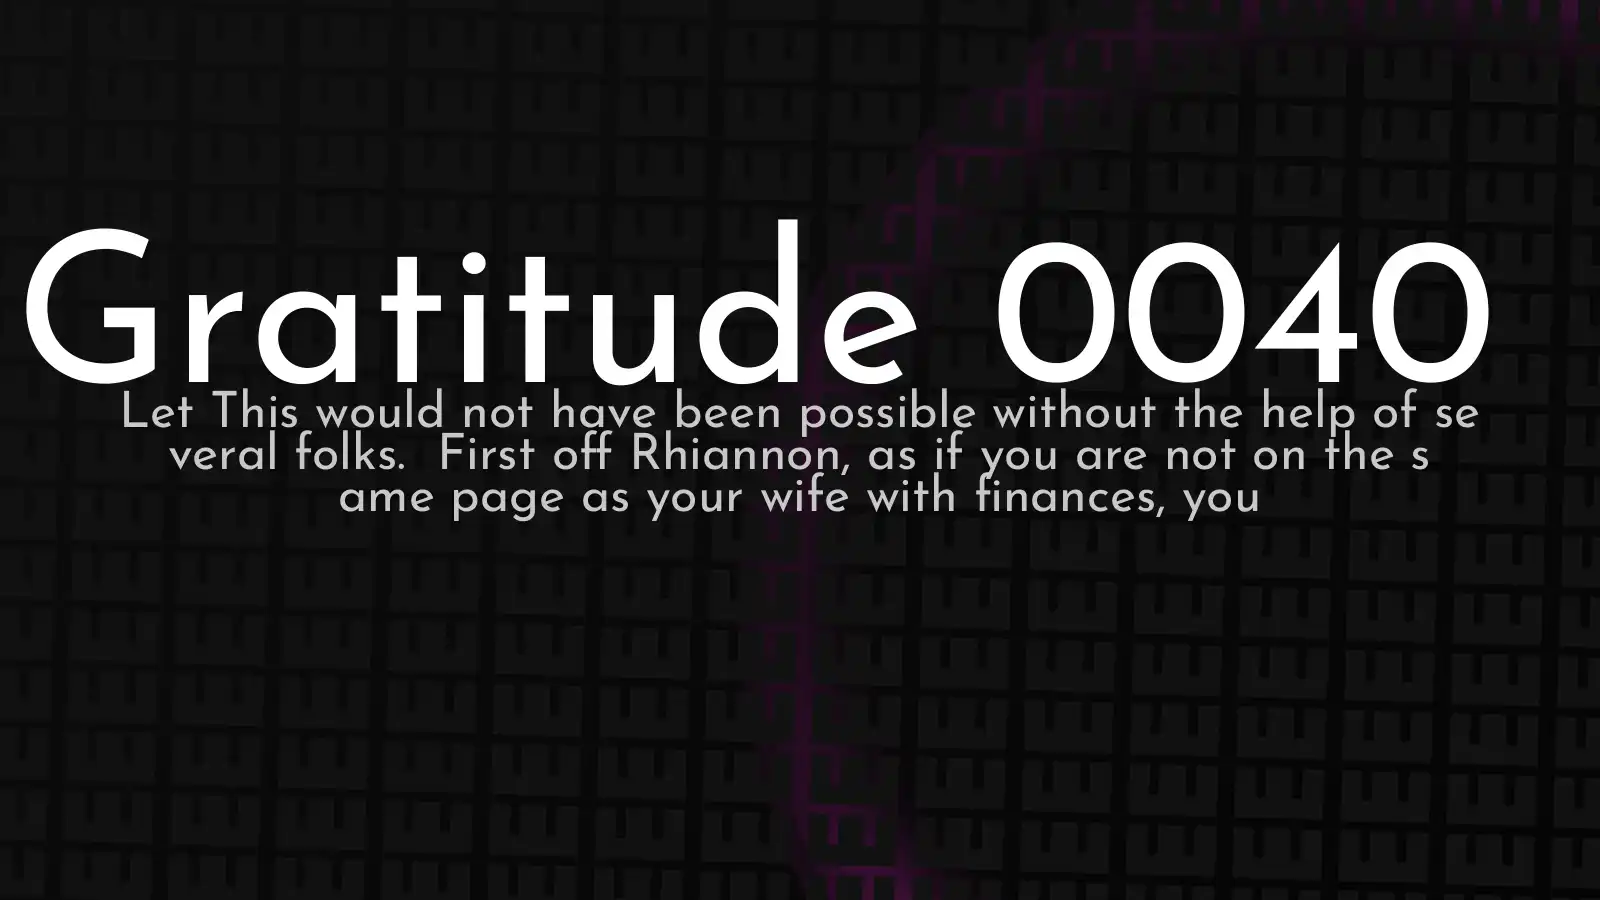 Gratitude 0040
Let This would not have been possible without the help of se
veral folks.  First off Rhiannon, as if you are not on the s
ame page as your wife with finances, you